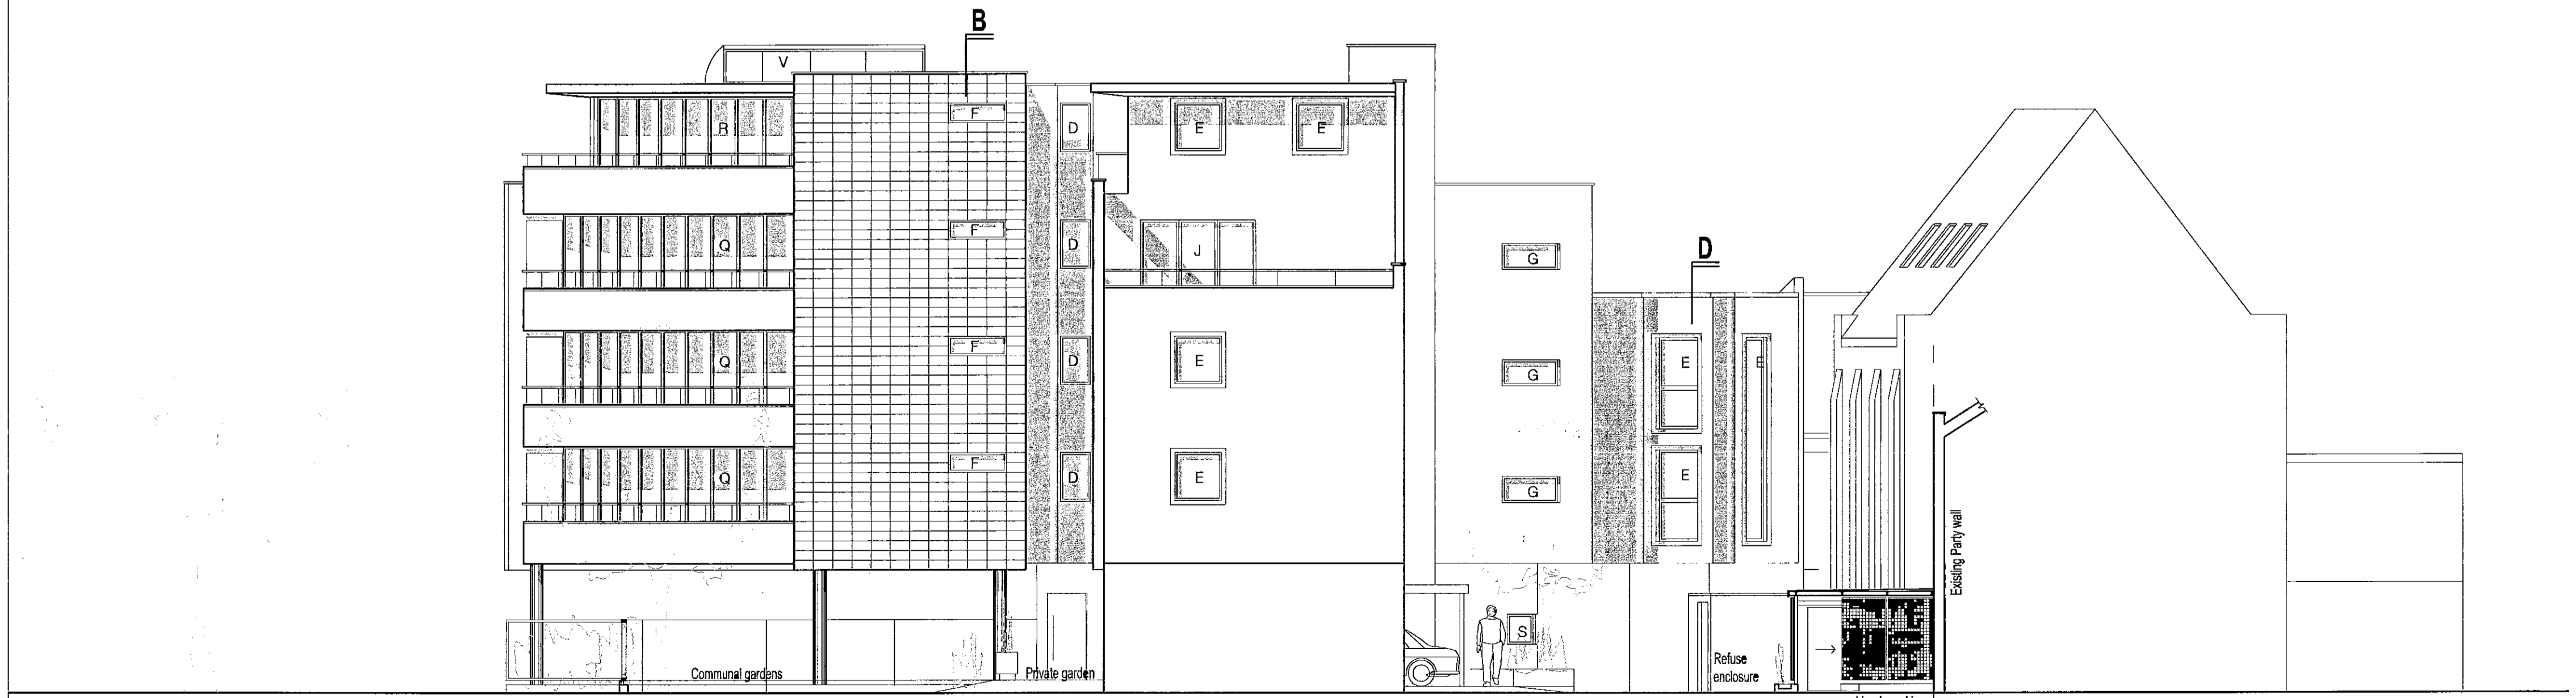 B
V
F
R
D
E
E
F
Q
D
J
G
D
F
Q
D
E
G
E
E
F
Q
D
E
G
E
Existing Party wall
S
Communal gardens
Private garden
Refuse
enclosure